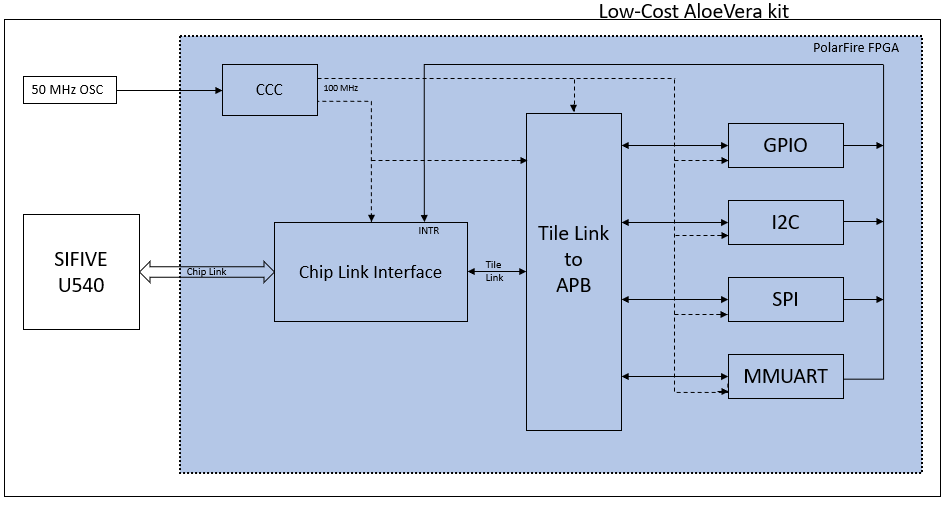 Low-Cost AloeVera kit
PolarFire FPGA
50 MHz OSC
CCC
100 MHz
GPIO
I2C
SPI
MMUART
Tile Link
to
APB
INTR
Chip Link Interface
Tile
Link
Chip Link
SIFIVE
U540